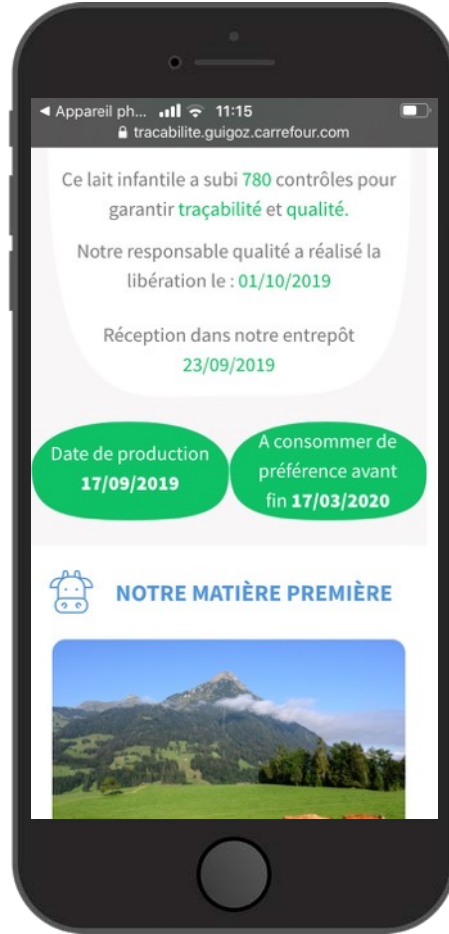 ◀ Appareil ph... 11:15
tracabilite.guigoz.carrefour.com
Ce lait infantile a subi 780 contrôles pour
garantir traçabilité et qualité.
Notre responsable qualité a réalisé la
libération le : 01/10/2019
Réception dans notre entrepôt
23/09/2019
Date de production
17/09/2019
A consommer de
préférence avant
fin 17/03/2020
NOTRE MATIÈRE PREMIÈRE